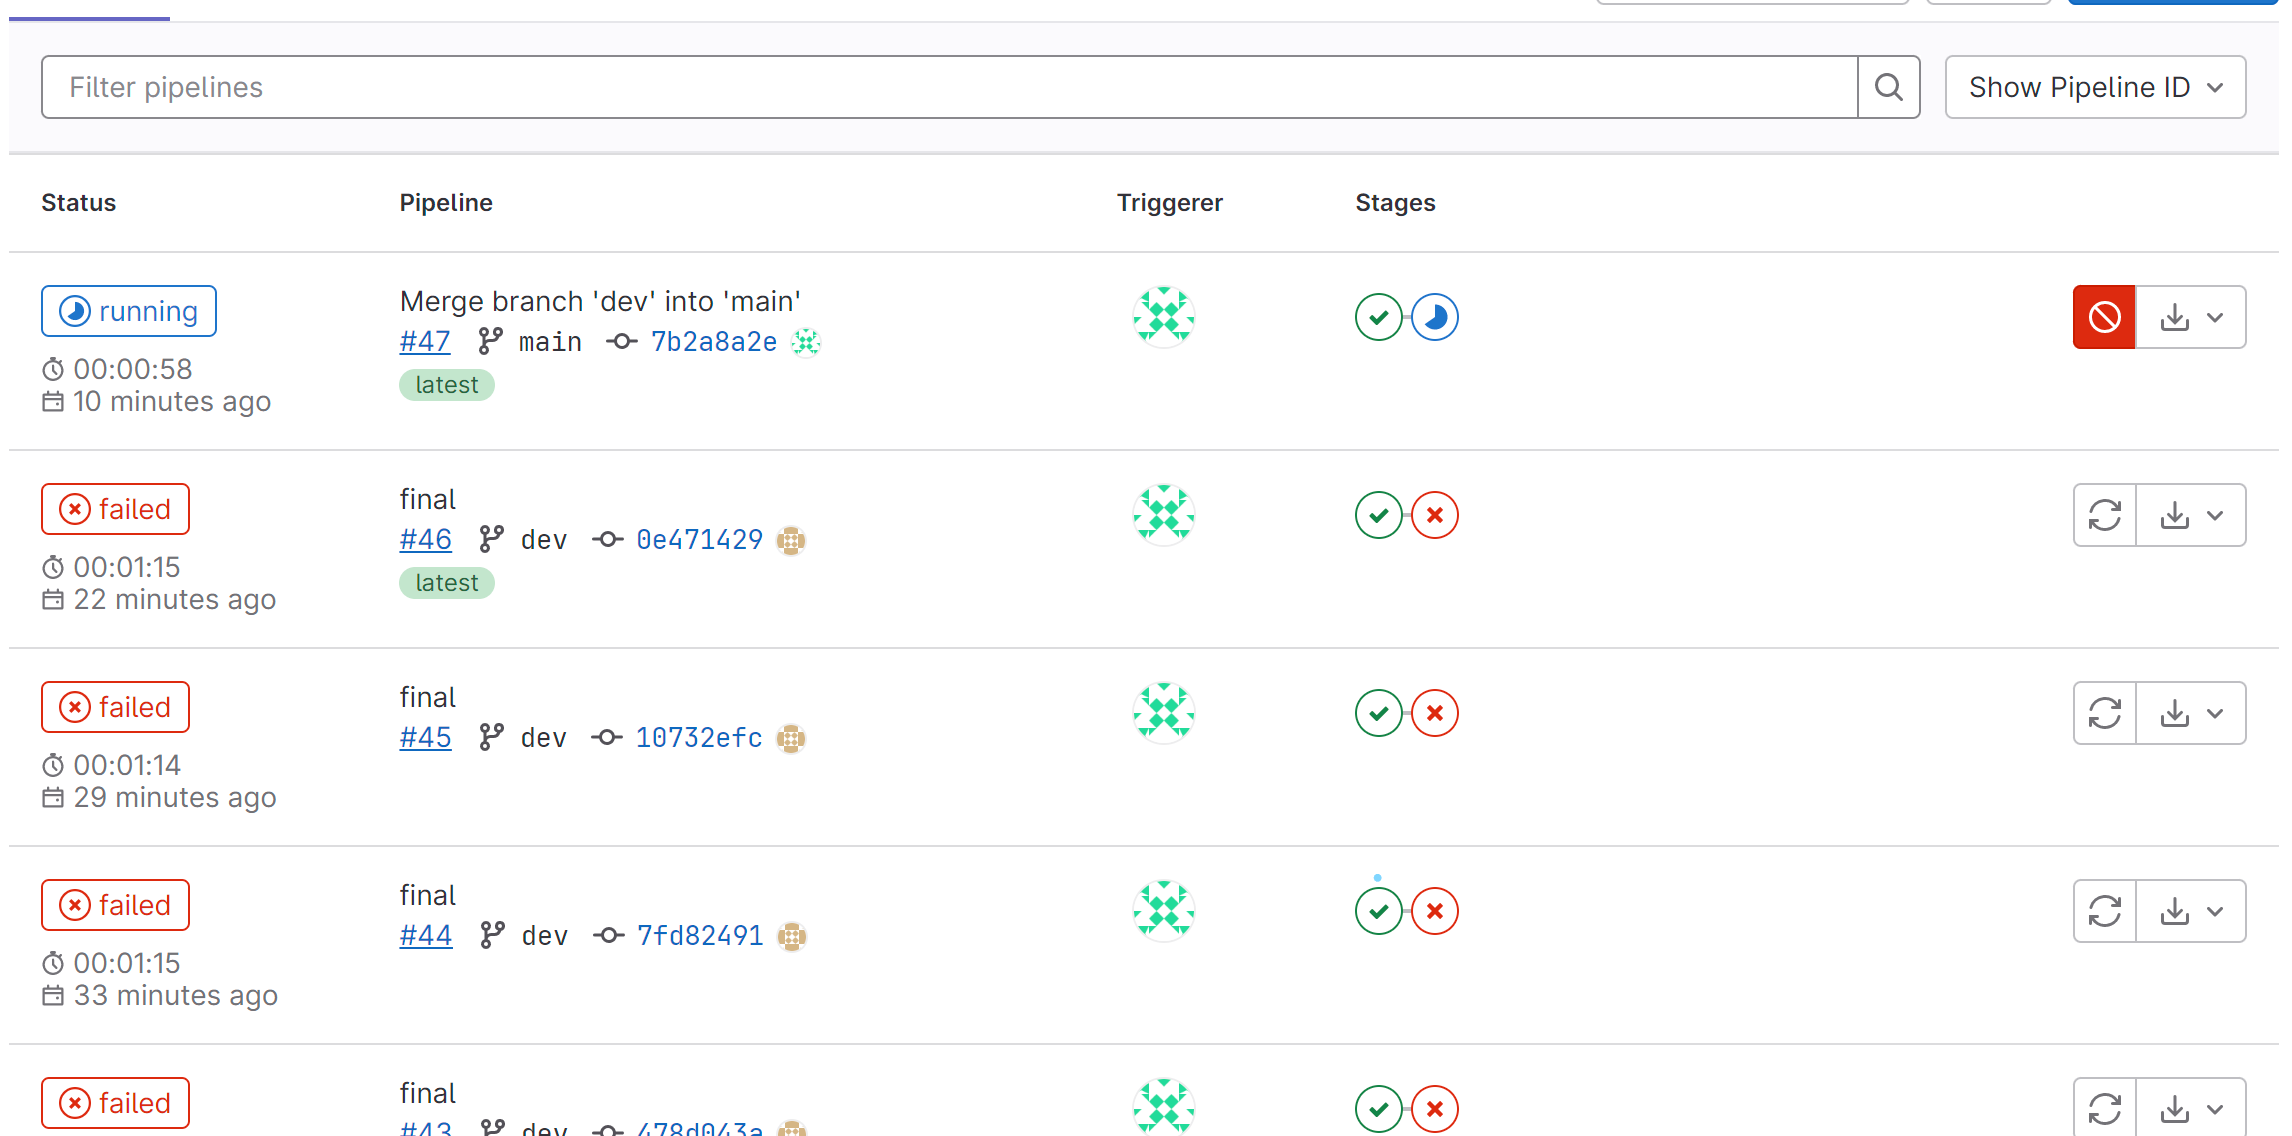 Filter pipelines
Show Pipeline ID
Status Pipeline Triggerer Stages
running
Merge branch 'dev' into 'main'
#47 main 7b2a8a2e
latest
00:00:58
10 minutes ago
failed
final
#46 dev 0e471429
latest
00:01:15
22 minutes ago
failed
final
#45 dev 10732efc
00:01:14
29 minutes ago
failed
final
#44 dev 7fd82491
00:01:15
33 minutes ago
failed
final
#43 dev 478d043a